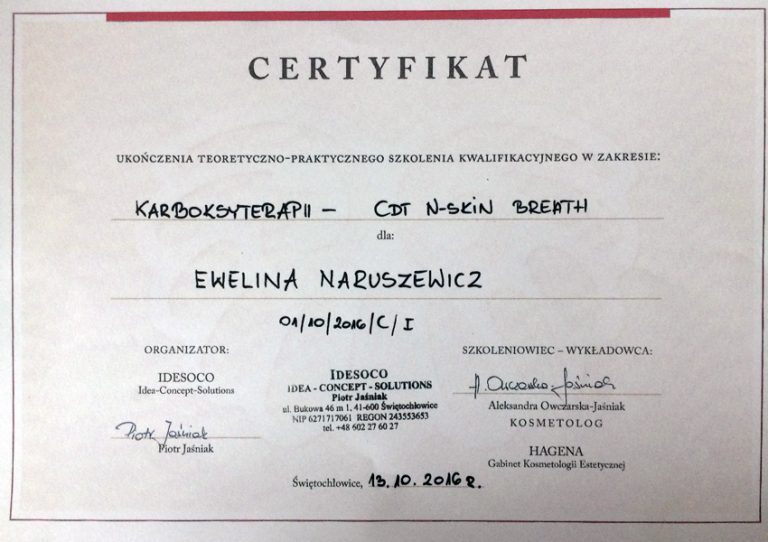 CERTYFIKAT
UKOŃCZENIA TEORETYCZNO-PRAKTYCZNEGO SZKOLENIA KWALIFIKACYJNEGO W ZAKRESIE:
KARBOKSYTERAPII – CDT N-SKIN BREATH
dla:
EWELINA NARUSZEWICZ
01/10/2016/C/I
ORGANIZATOR:
IDESOCO
Idea-Concept-Solutions
Piotr Jaśniak
Piotr Jaśniak
IDESOCO
IDEA - CONCEPT - SOLUTIONS
Piotr Jaśniak
ul. Bukowa 46 m 1, 41-600 Świętochłowice
NIP 6271717061 REGON 243553653
tel. +48 602 27 60 27
SZKOLENIOWIEC – WYKŁADOWCA:
A. Owczarska-Jaśniak
Aleksandra Owczarska-Jaśniak
KOSMETOLOG
HAGENA
Gabinet Kosmetologii Estetycznej
Świętochłowice, 13.10.2016 r.